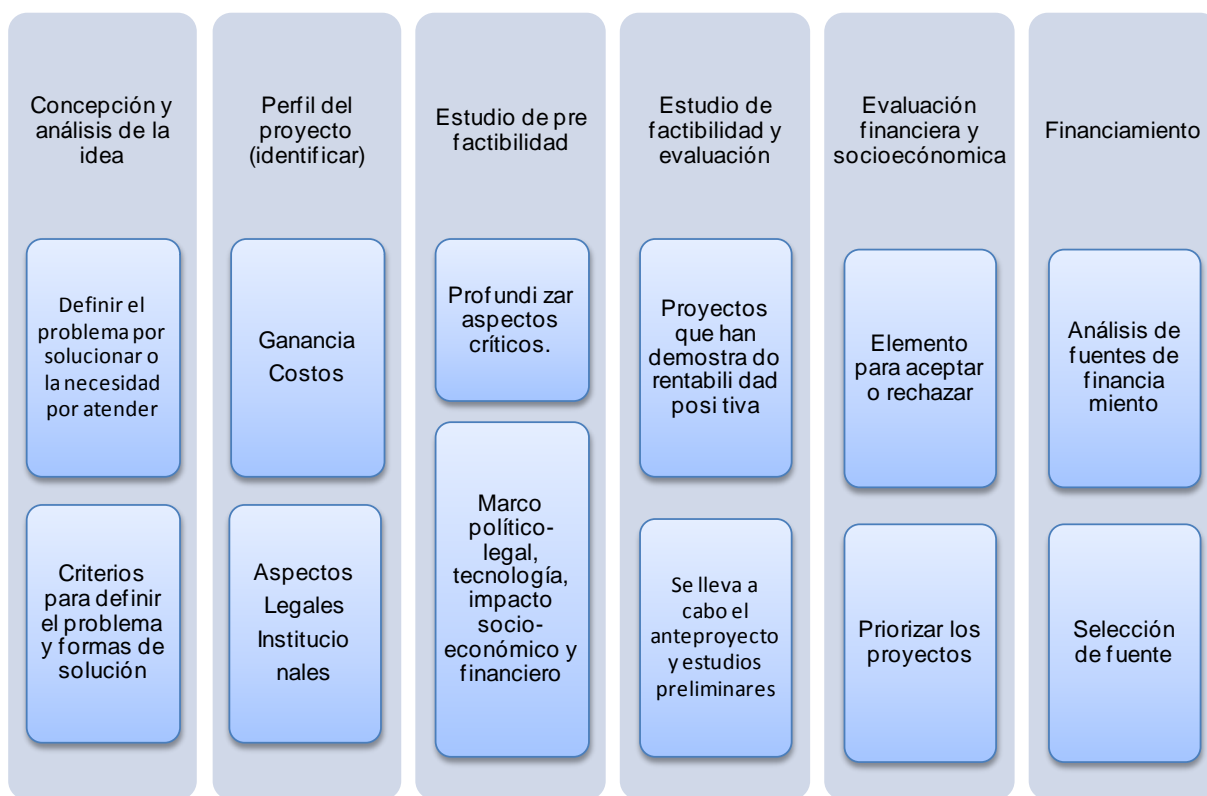 Concepción y
análisis de la
idea
Definir el
problema por
solucionar o
la necesidad
por atender
Criterios
para definir
el problema
y formas de
solución
Perfil del
proyecto
(identificar)
Ganancia
Costos
Aspectos
Legales
Institucio
nales
Estudio de pre
factibilidad
Profundi zar
aspectos
críticos.
Marco
político-
legal,
tecnología,
impacto
socio-
económico y
financiero
Estudio de
factibilidad y
evaluación
Proyectos
que han
demostra do
rentabili dad
posi tiva
Se lleva a
cabo el
anteproyecto
y estudios
preliminares
Evaluación
financiera y
socioecónomica
Elemento
para aceptar
o rechazar
Priorizar los
proyectos
Financiamiento
Análisis de
fuentes de
financia
miento
Selección
de fuente